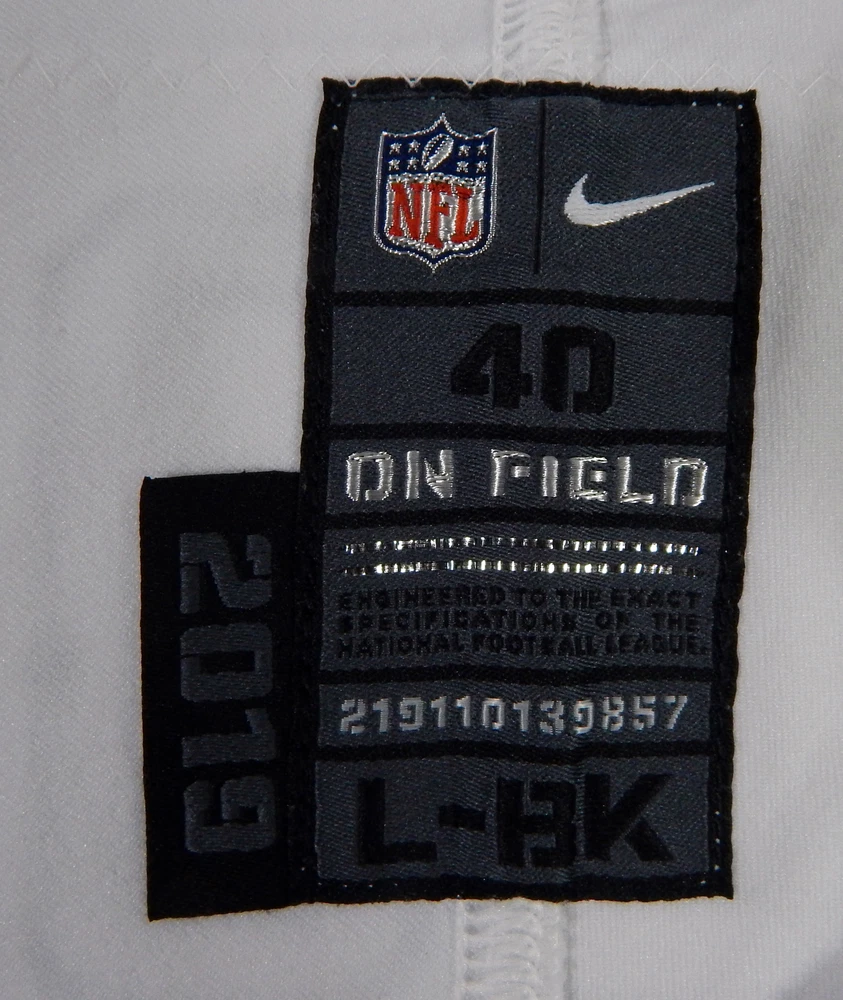 NFL
40
ON FIELD
ENGINEERED TO THE EXACT
SPECIFICATIONS OF THE
NATIONAL FOOTBALL LEAGUE.
219110139857
L-BK
2019